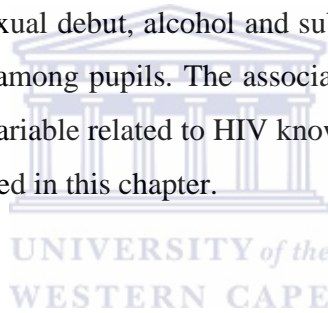 xual debut, alcohol and sul
among pupils. The associa
ariable related to HIV know
ed in this chapter.
UNIVERSITY of the
WESTERN CAPE